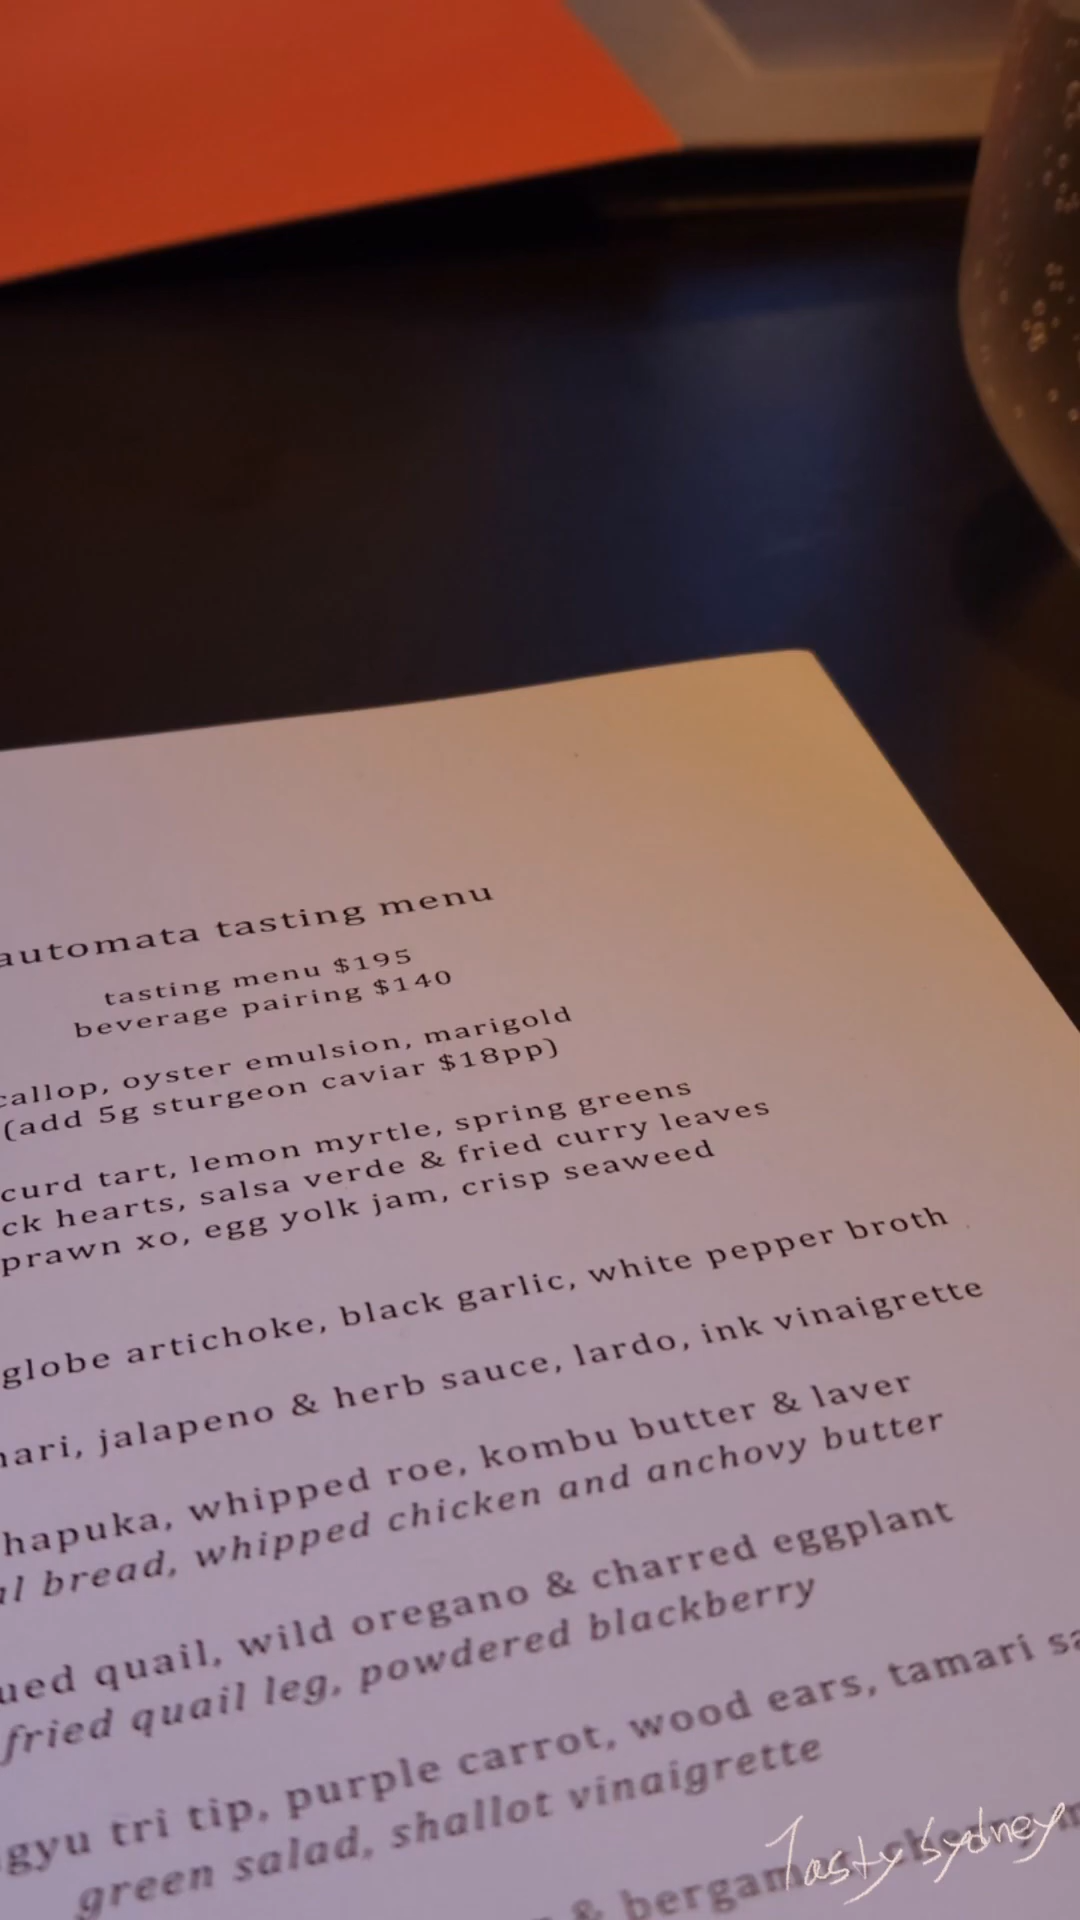 automata tasting menu
tasting menu $195
beverage pairing $140
callop, oyster emulsion, marigold
(add 5g sturgeon caviar $18pp)
curd tart, lemon myrtle, spring greens
ck hearts, salsa verde & fried curry leaves
prawn xo, egg yolk jam, crisp seaweed
globe artichoke, black garlic, white pepper broth
mari, jalapeno & herb sauce, lardo, ink vinaigrette
hapuka, whipped roe, kombu butter & laver
al bread, whipped chicken and anchovy butter
ued quail, wild oregano & charred eggplant
fried quail leg, powdered blackberry
gyu tri tip, purple carrot, wood ears, tamari sa
green salad, shallot vinaigrette
& bergam
Tasty Sydney